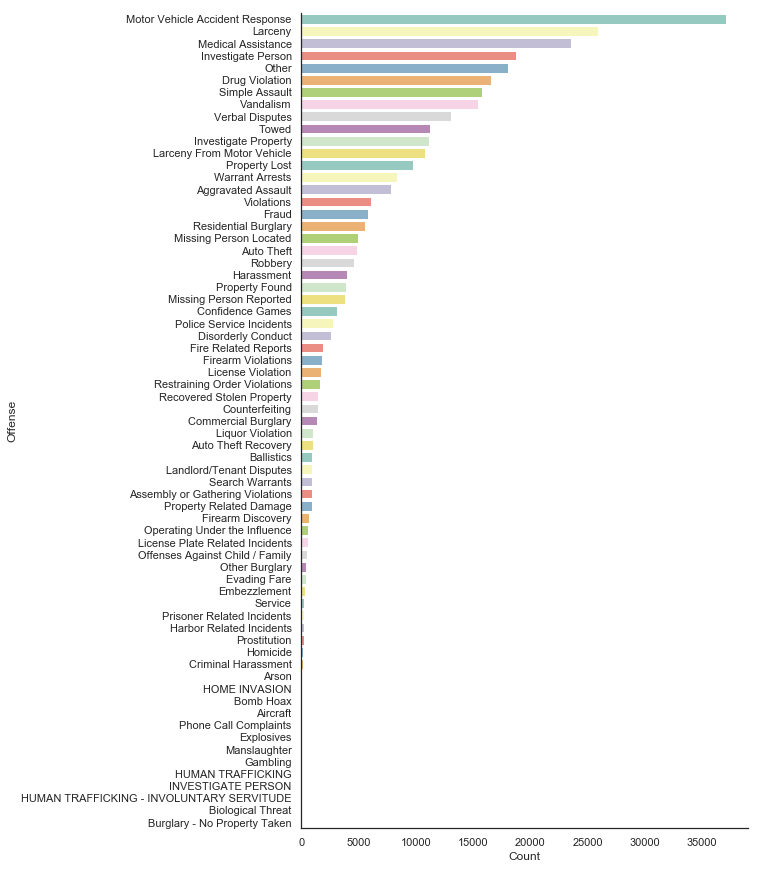 Motor Vehicle Accident Response
Larceny
Medical Assistance
Investigate Person
Other
Drug Violation
Simple Assault
Vandalism
Verbal Disputes
Towed
Investigate Property
Larceny From Motor Vehicle
Property Lost
Warrant Arrests
Aggravated Assault
Violations
Fraud
Residential Burglary
Missing Person Located
Auto Theft
Robbery
Harassment
Property Found
Missing Person Reported
Confidence Games
Police Service Incidents
Disorderly Conduct
Fire Related Reports
Firearm Violations
License Violation
Restraining Order Violations
Recovered Stolen Property
Counterfeiting
Commercial Burglary
Liquor Violation
Auto Theft Recovery
Ballistics
Landlord/Tenant Disputes
Search Warrants
Assembly or Gathering Violations
Property Related Damage
Firearm Discovery
Operating Under the Influence
License Plate Related Incidents
Offenses Against Child / Family
Other Burglary
Evading Fare
Embezzlement
Service
Prisoner Related Incidents
Harbor Related Incidents
Prostitution
Homicide
Criminal Harassment
Arson
HOME INVASION
Bomb Hoax
Aircraft
Phone Call Complaints
Explosives
Manslaughter
Gambling
HUMAN TRAFFICKING
INVESTIGATE PERSON
HUMAN TRAFFICKING - INVOLUNTARY SERVITUDE
Biological Threat
Burglary - No Property Taken
Offense
0 5000 10000 15000 20000 25000 30000 35000
Count